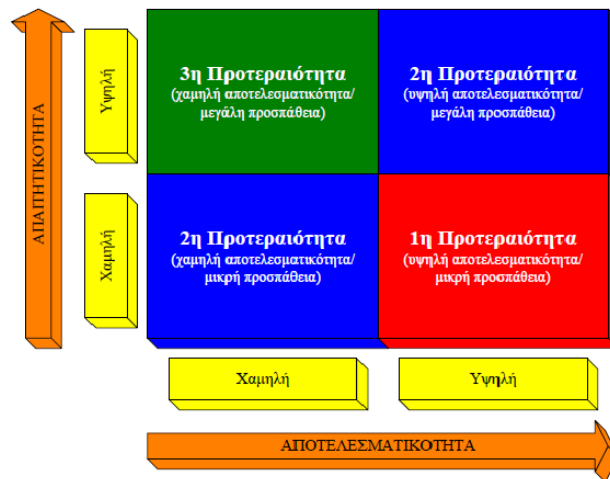 ΑΠΑΙΤΗΤΙΚΟΤΗΤΑ
Υψηλή
3η Προτεραιότητα
(χαμηλή αποτελεσματικότητα/
μεγάλη προσπάθεια)
2η Προτεραιότητα
(υψηλή αποτελεσματικότητα/
μεγάλη προσπάθεια)
Χαμηλή
2η Προτεραιότητα
(χαμηλή αποτελεσματικότητα/
μικρή προσπάθεια)
1η Προτεραιότητα
(υψηλή αποτελεσματικότητα/
μικρή προσπάθεια)
Χαμηλή
Υψηλή
ΑΠΟΤΕΛΕΣΜΑΤΙΚΟΤΗΤΑ